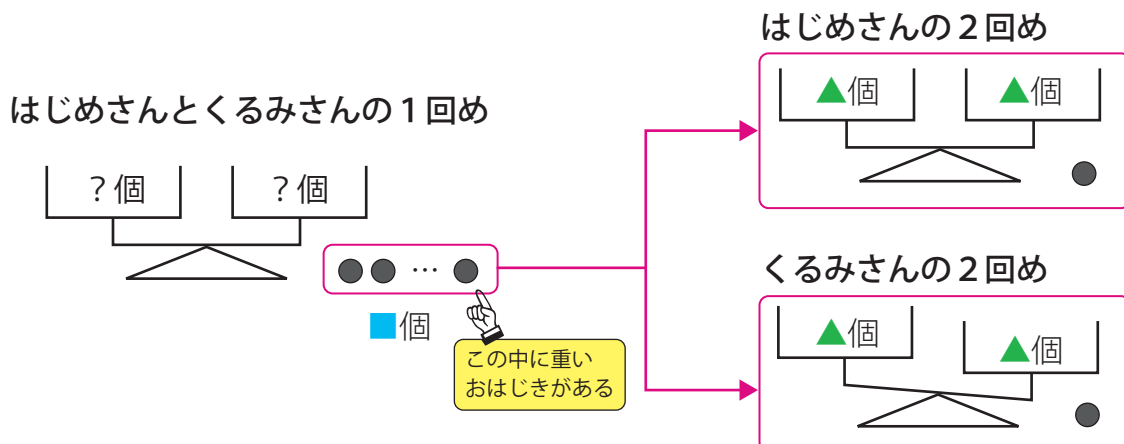 はじめさんとくるみさんの1回め
?個 ?個
■個
この中に重い
おはじきがある
はじめさんの2回め
▲個 ▲個
くるみさんの2回め
▲個 ▲個